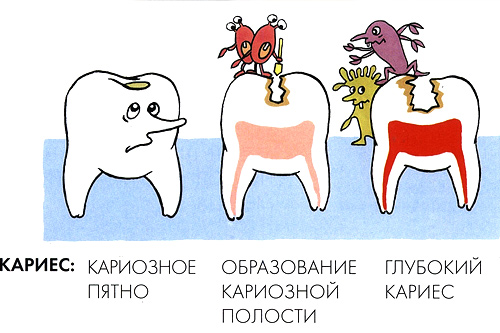 КАРИЕС: КАРИОЗНОЕ ПЯТНО
ОБРАЗОВАНИЕ КАРИОЗНОЙ ПОЛОСТИ
ГЛУБОКИЙ КАРИЕС